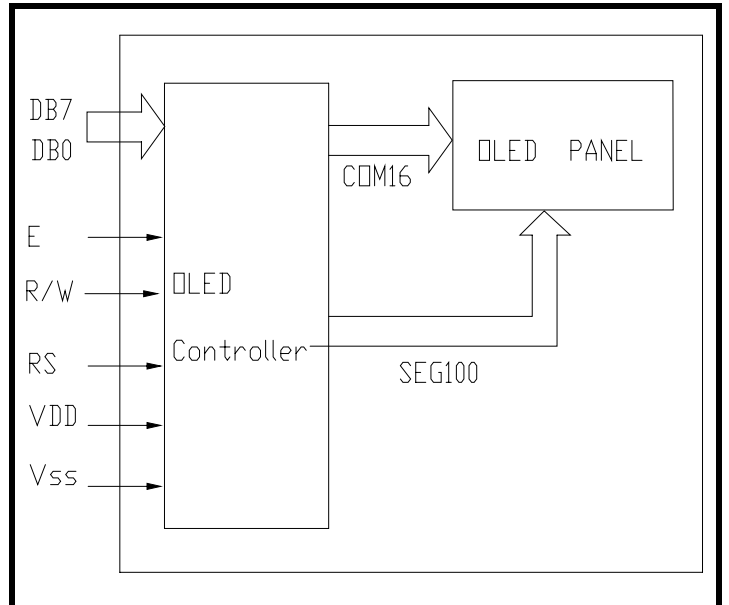 DB7
DB0
E
R/W
RS
VDD
Vss
OLED
Controller
COM16
SEG100
OLED PANEL